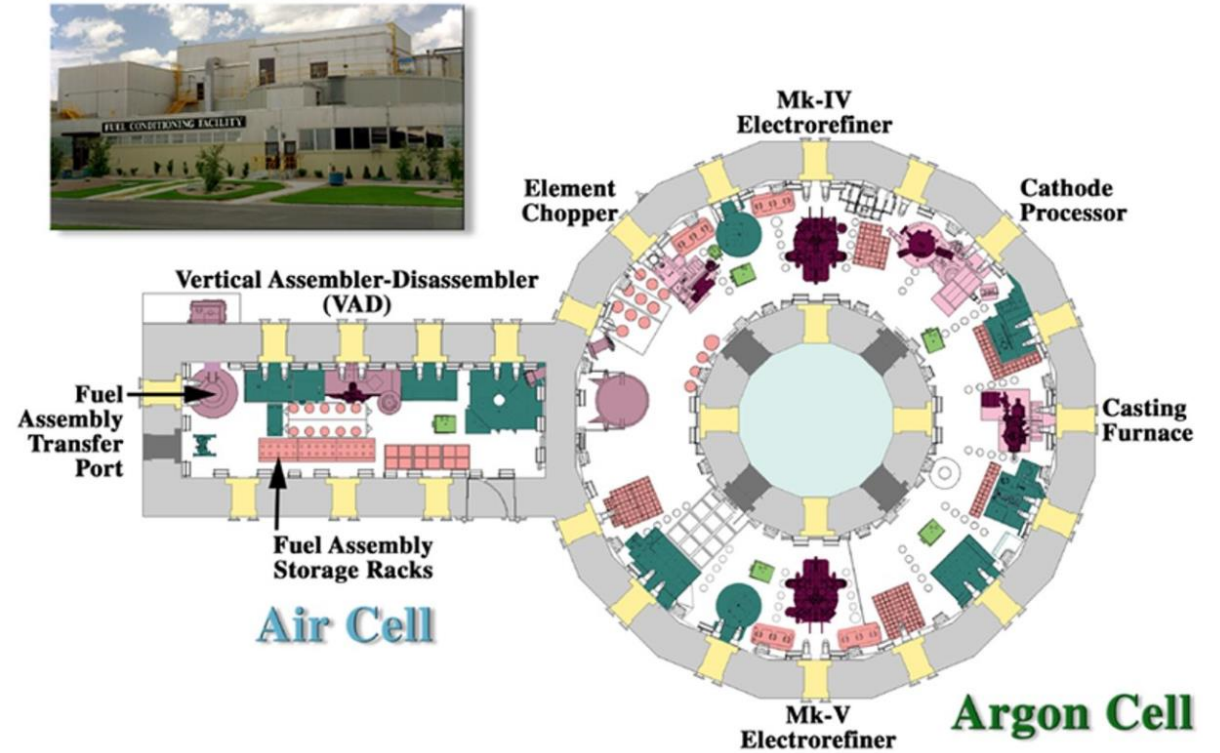 FUEL CONDITIONING FACILITY
Mk-IV
Electrorefiner
Element
Chopper
Cathode
Processor
Vertical Assembler-Disassembler
(VAD)
Fuel
Assembly
Transfer
Port
Casting
Furnace
Fuel Assembly
Storage Racks
Air Cell
Mk-V
Electrorefiner
Argon Cell